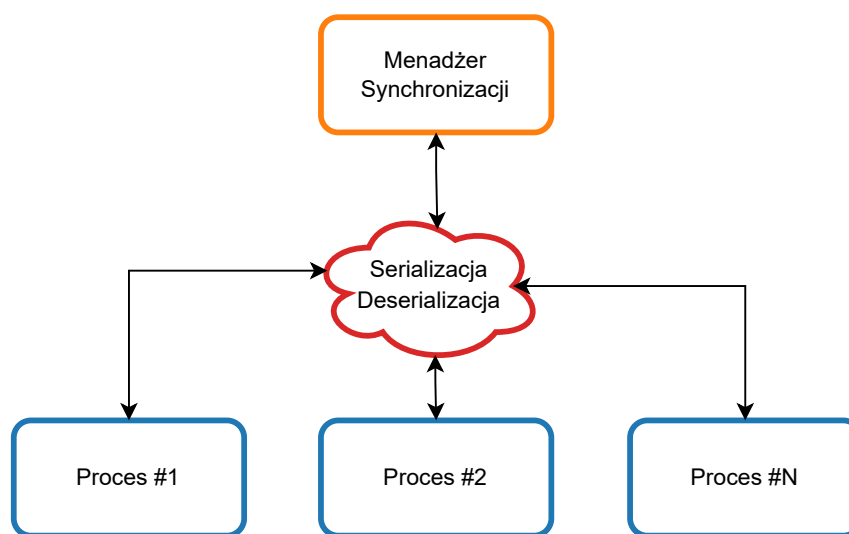 Menadżer
Synchronizacji
Serializacja
Deserializacja
Proces #1
Proces #2
Proces #N